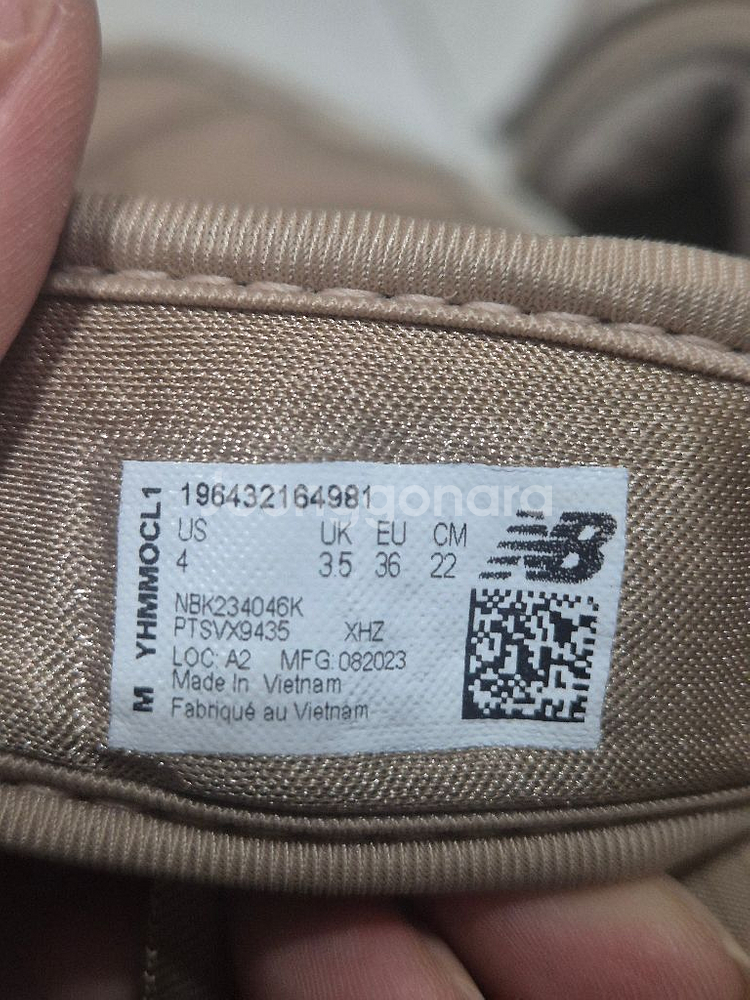 196432164981
US UK EU CM
4 3.5 36 22
NBK234046K
PTSVX9435 XHZ
LOC: A2 MFG: 082023
Made In Vietnam
Fabriqué au Vietnam
M YHMMOCL1
NB